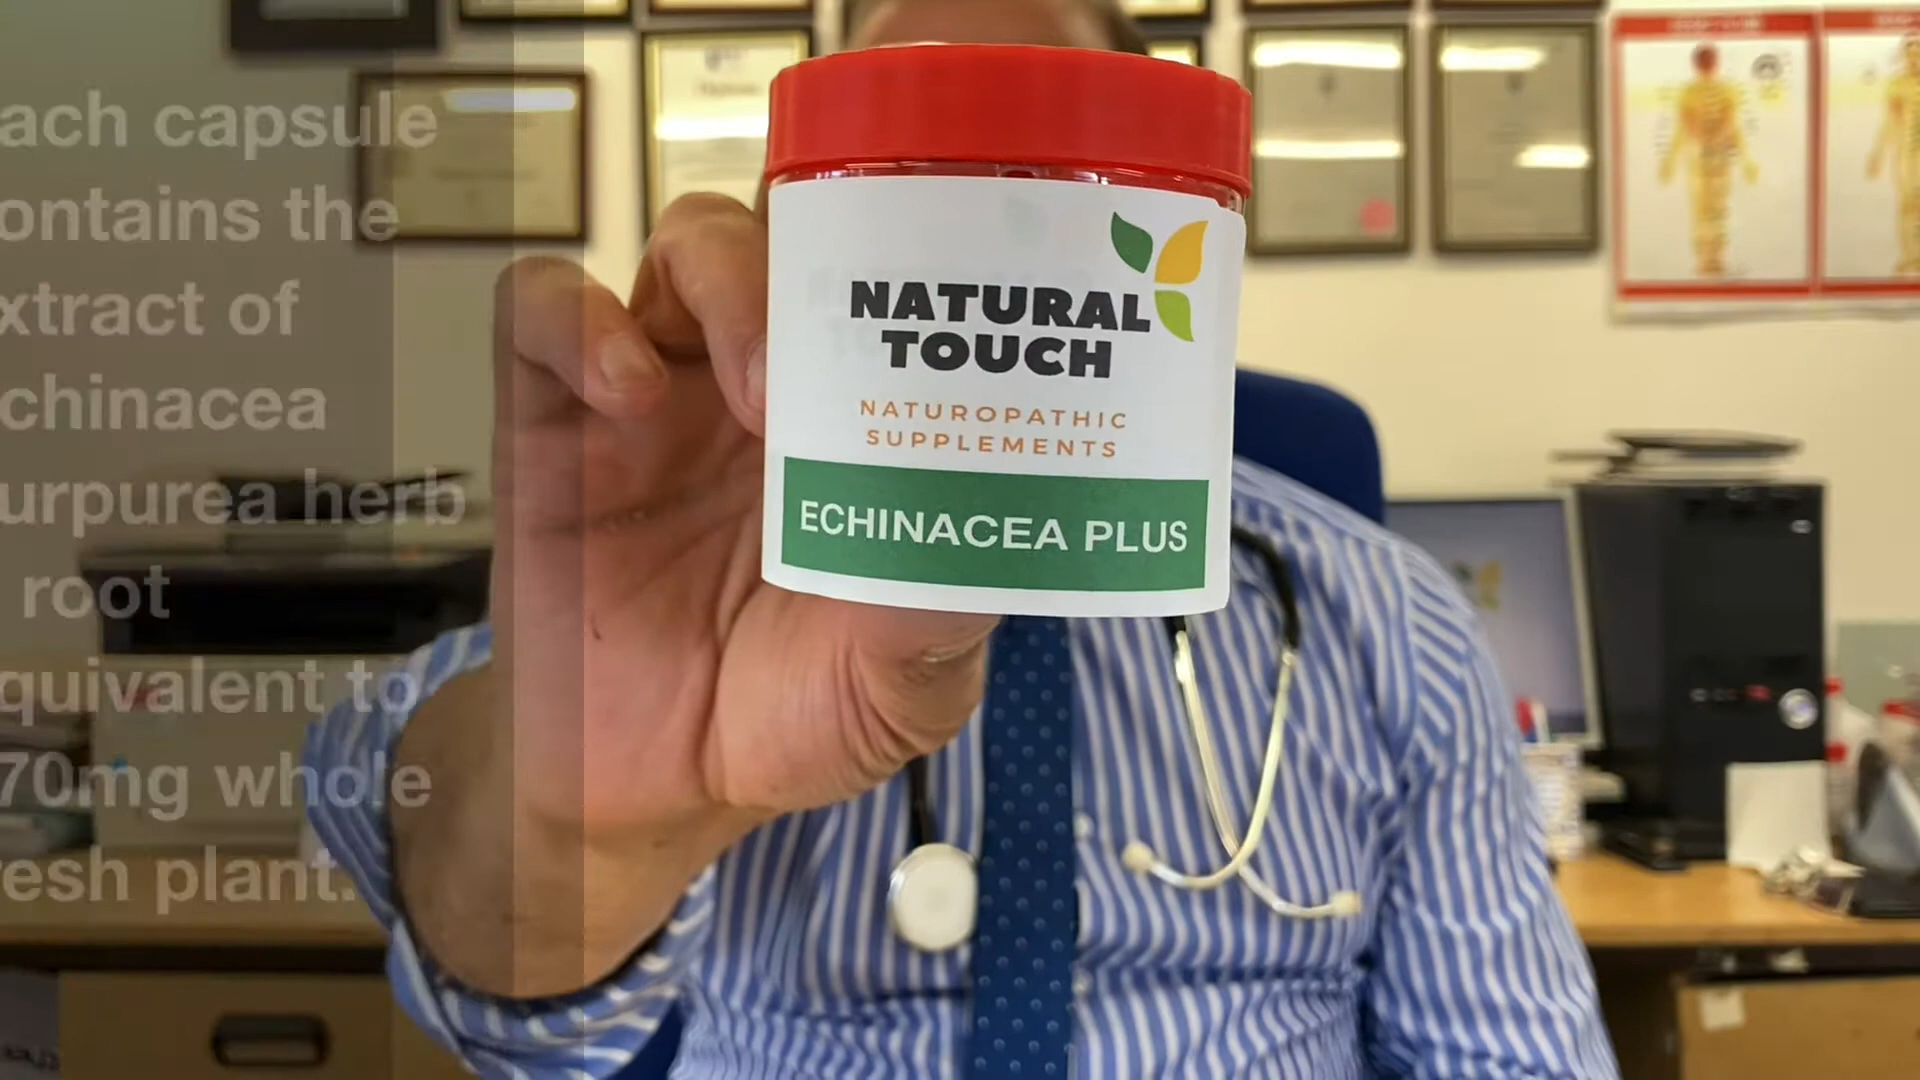 ach capsule
ontains the
xtract of
chinacea
urpurea herb
root
quivalent to
70mg whole
esh plant.
NATURAL
TOUCH
NATUROPATHIC
SUPPLEMENTS
ECHINACEA PLUS